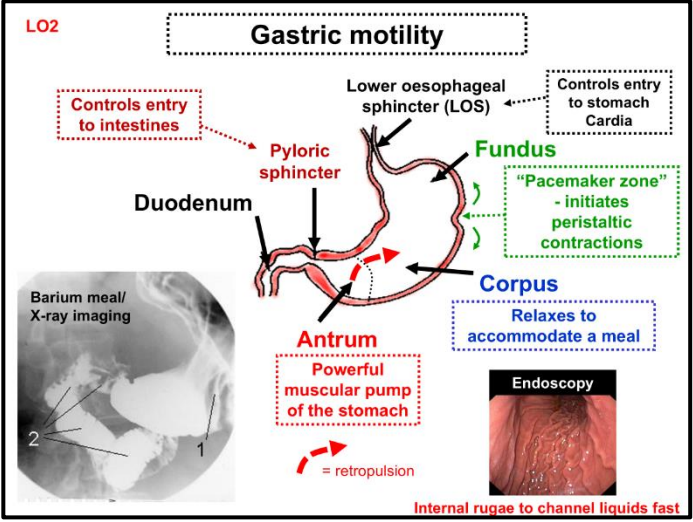 LO2
Gastric motility
Controls entry
to intestines
Lower oesophageal
sphincter (LOS)
Controls entry
to stomach
Cardia
Pyloric
sphincter
Fundus
Duodenum
“Pacemaker zone”
- initiates
peristaltic
contractions
Barium meal/
X-ray imaging
Corpus
Antrum
Relaxes to
accommodate a meal
Powerful
muscular pump
of the stomach
Endoscopy
2
1
= retropulsion
Internal rugae to channel liquids fast